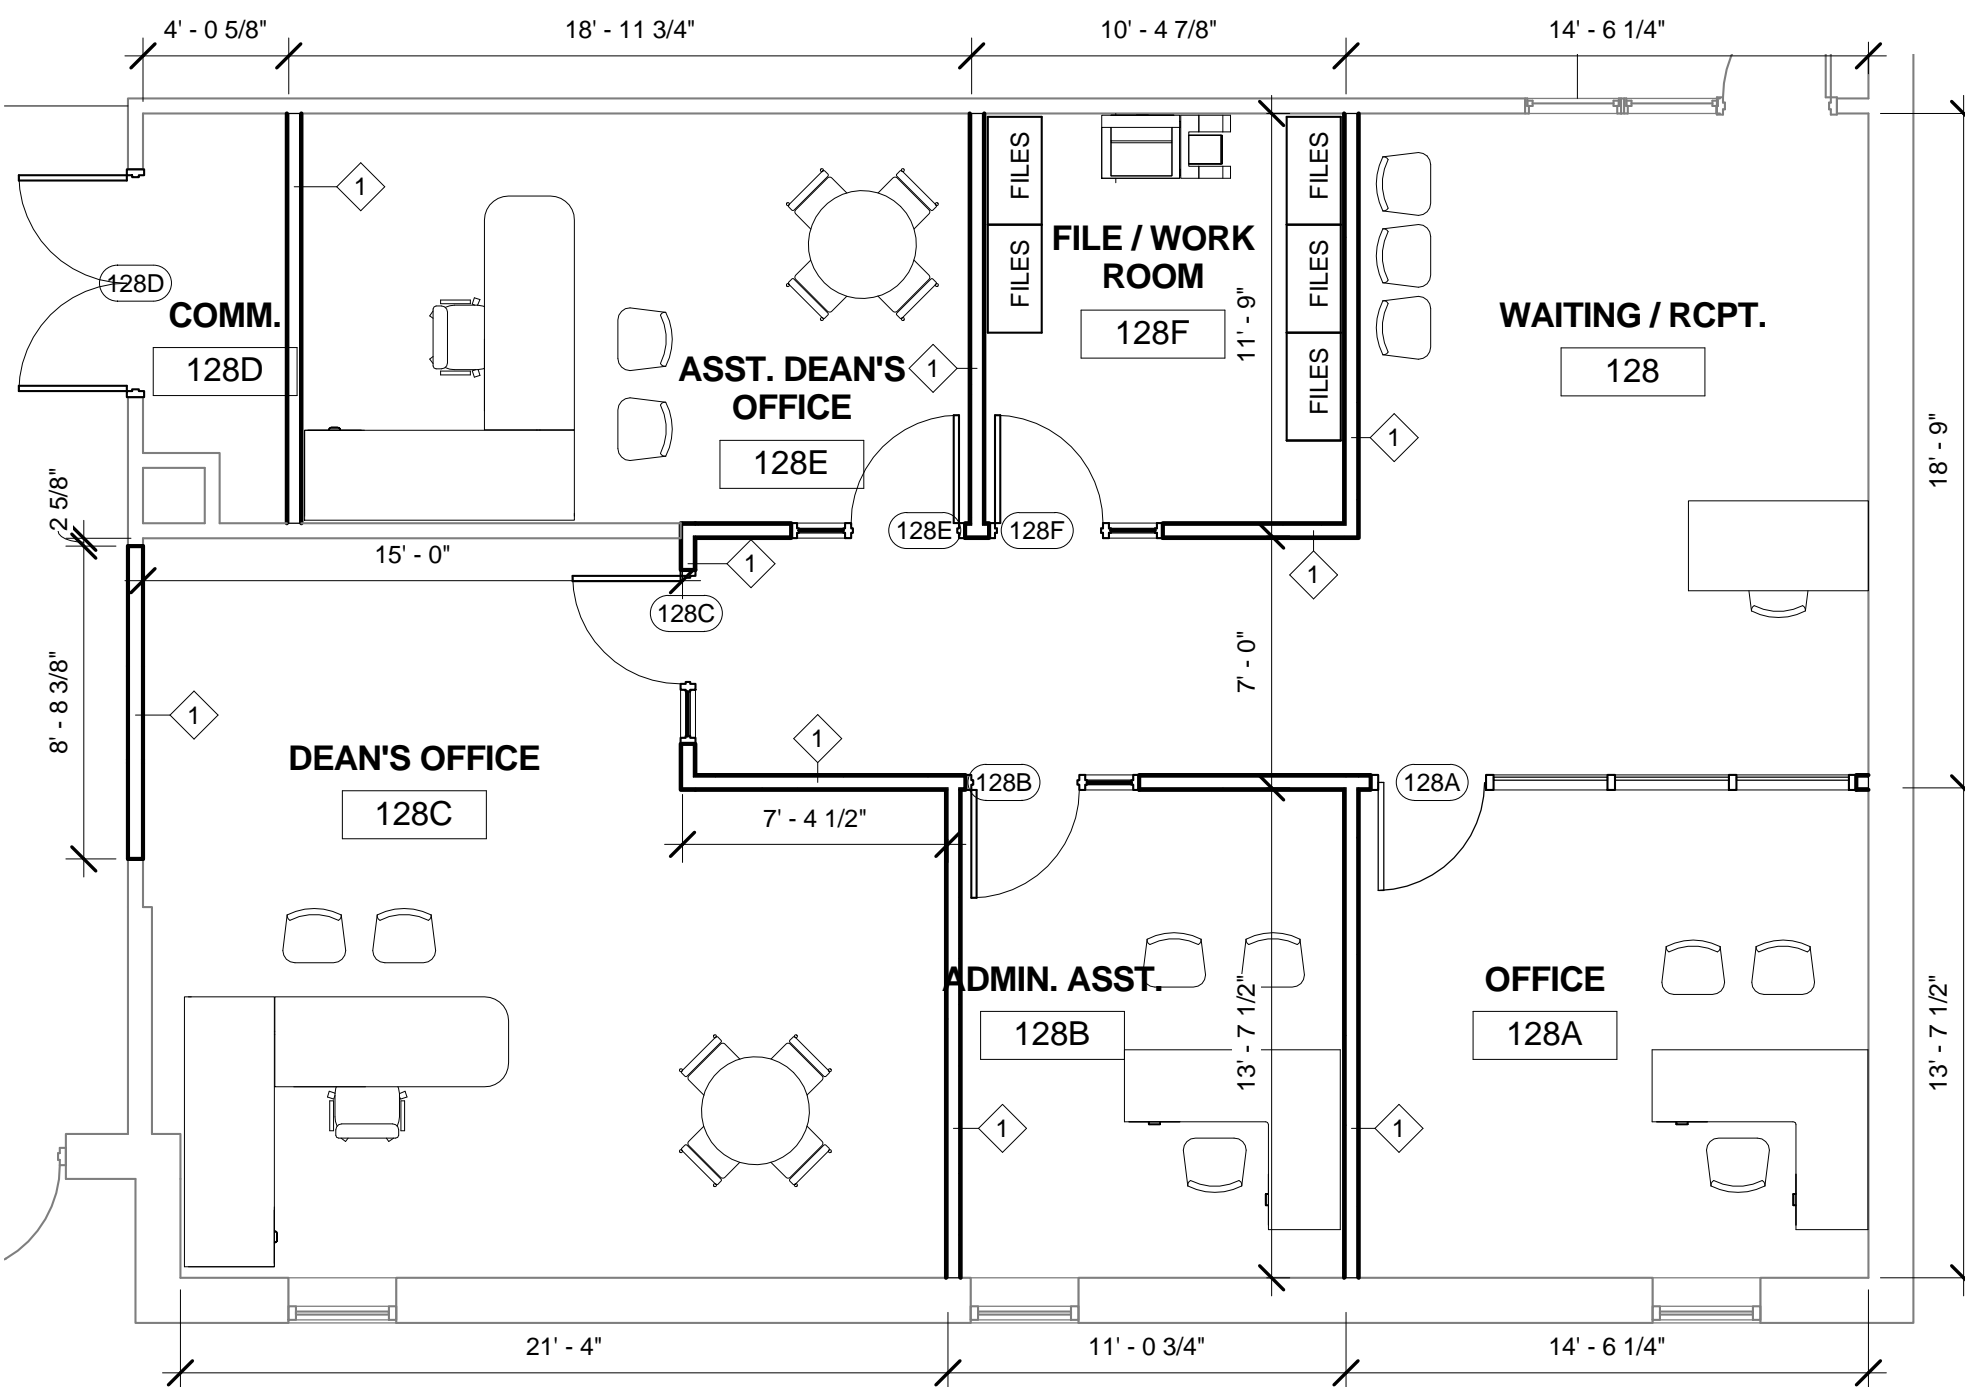 4' - 0 5/8"
18' - 11 3/4"
10' - 4 7/8"
14' - 6 1/4"
FILES
FILES
FILES
FILES
FILES
1
FILE / WORK
ROOM
128F
11' - 9"
128D
COMM.
128D
WAITING / RCPT.
128
ASST. DEAN'S
OFFICE
128E
1
1
18' - 9"
2 5/8"
128E
128F
15' - 0"
1
1
128C
8' - 8 3/8"
1
7' - 0"
1
DEAN'S OFFICE
128C
128B
128A
7' - 4 1/2"
ADMIN. ASST.
128B
13' - 7 1/2"
OFFICE
128A
13' - 7 1/2"
1
1
21' - 4"
11' - 0 3/4"
14' - 6 1/4"